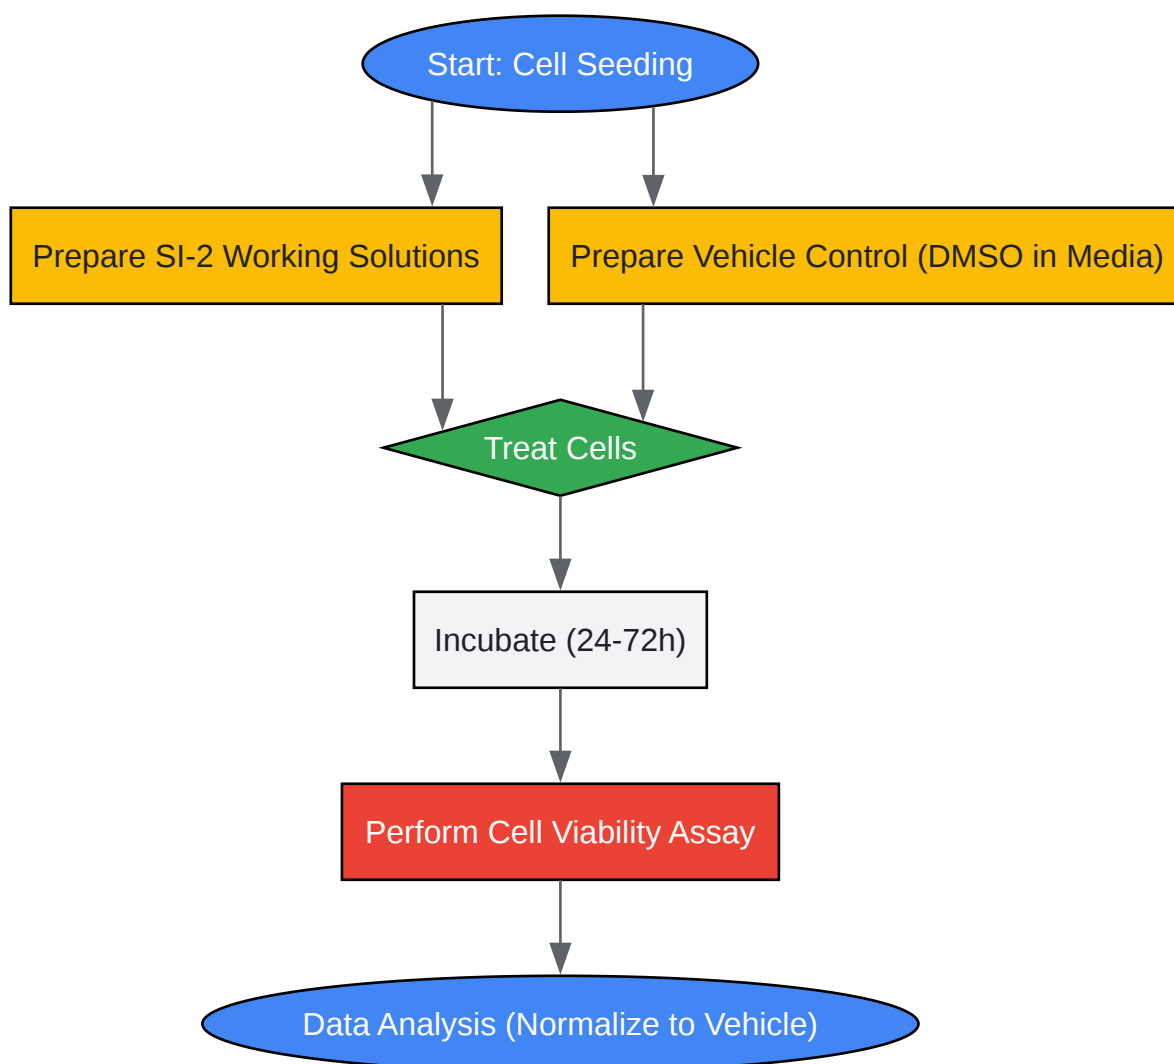 Start: Cell Seeding
Prepare SI-2 Working Solutions
Prepare Vehicle Control (DMSO in Media)
Treat Cells
Incubate (24-72h)
Perform Cell Viability Assay
Data Analysis (Normalize to Vehicle)